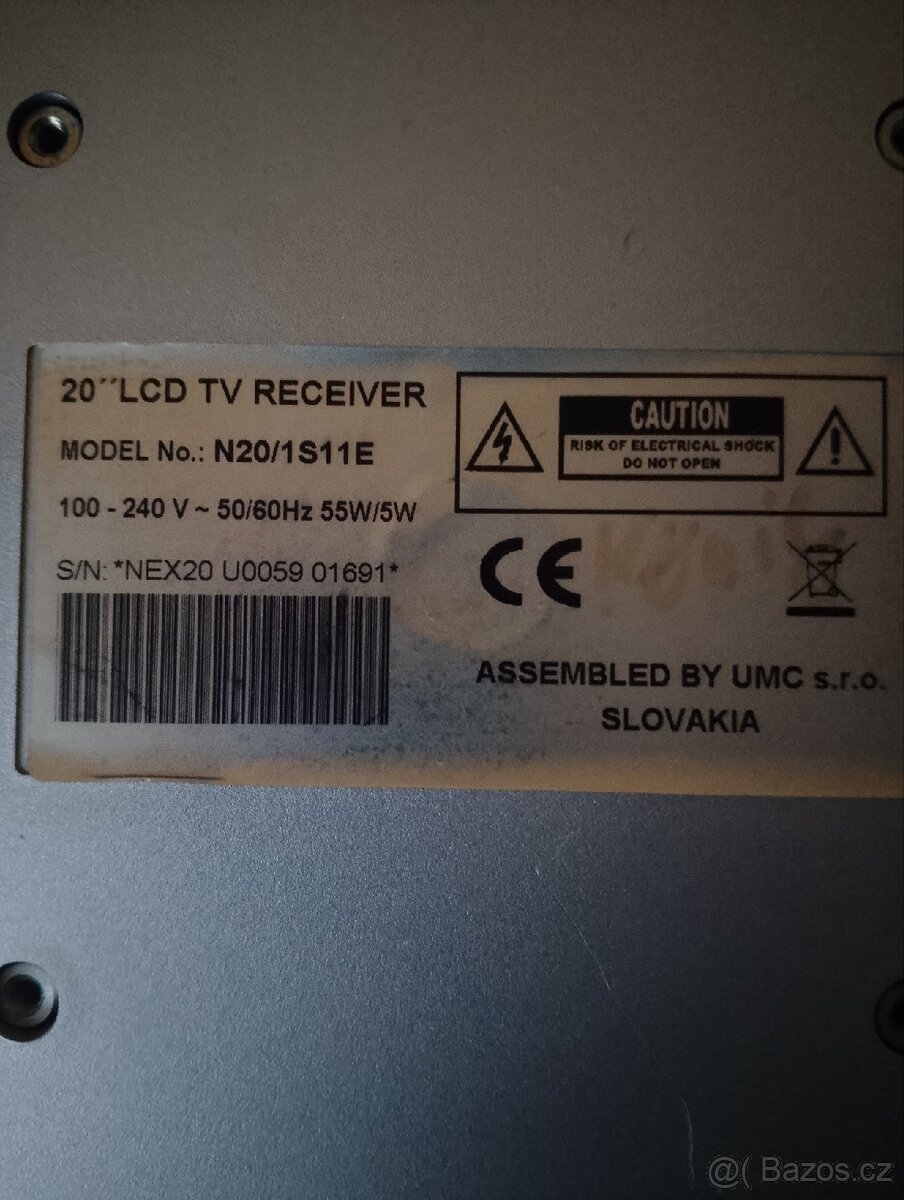 20´´LCD TV RECEIVER
MODEL No.: N20/1S11E
100 - 240 V ~ 50/60Hz 55W/5W
S/N: *NEX20 U0059 01691*
CAUTION
RISK OF ELECTRICAL SHOCK
DO NOT OPEN
CE
ASSEMBLED BY UMC s.r.o.
SLOVAKIA
@( Bazos.cz